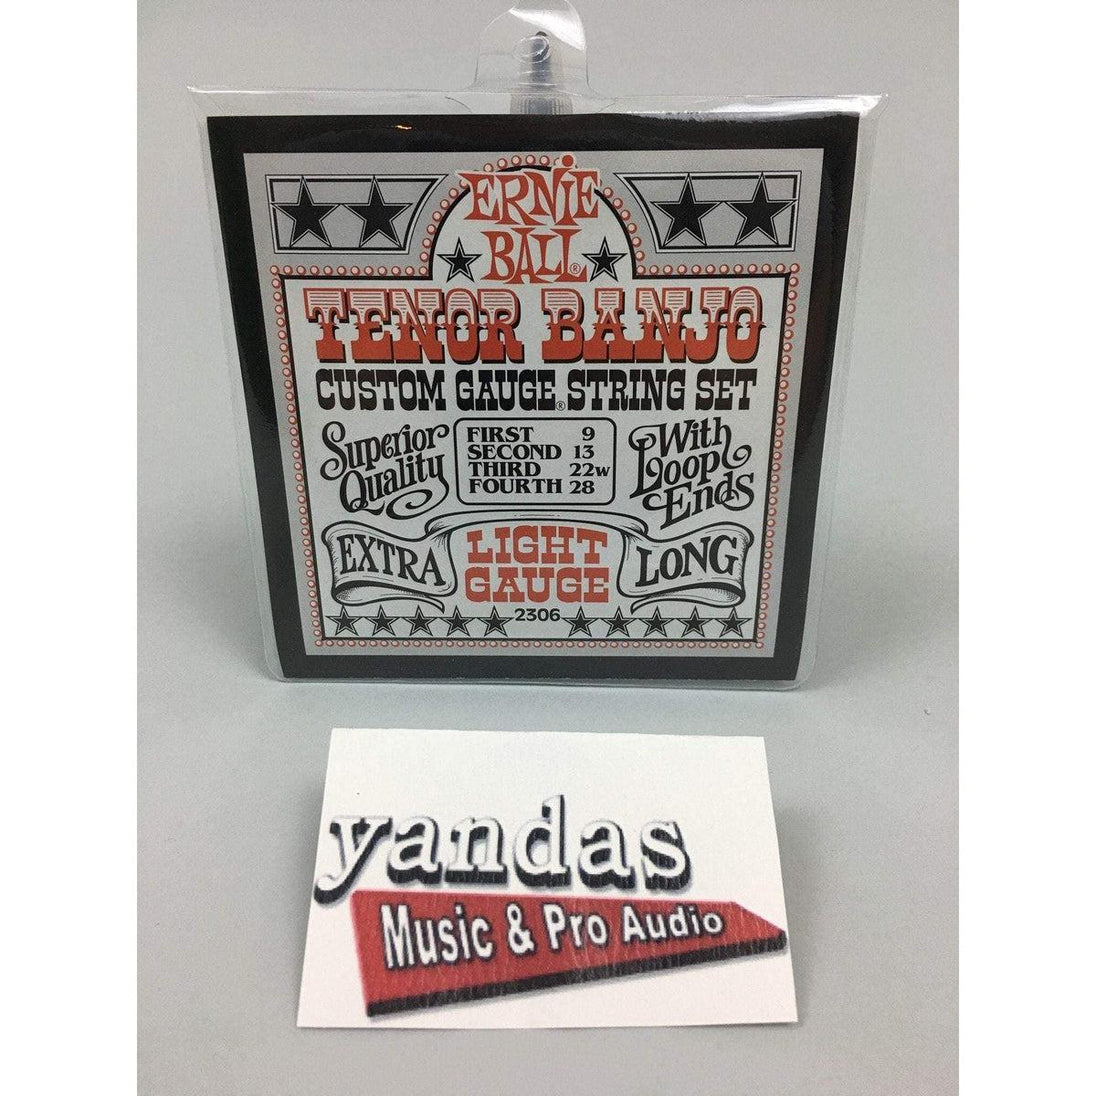 ERNIE
BALL®
TENOR BANJO
CUSTOM GAUGE® STRING SET
Superior
Quality
FIRST 9
SECOND 13
THIRD 22w
FOURTH 28
With
Loop
Ends
EXTRA
LONG
LIGHT
GAUGE
2306
yandas
Music & Pro Audio